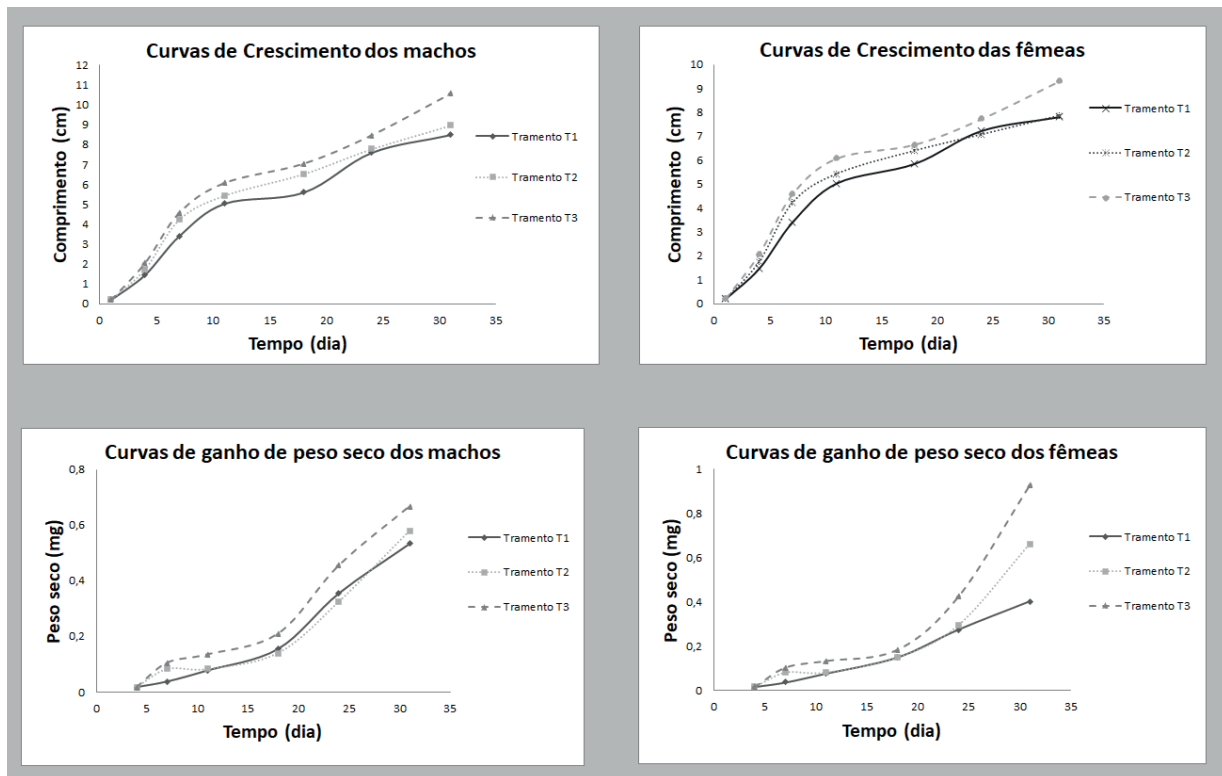 Curvas de Crescimento dos machos
Comprimento (cm)
12
11
10
9
8
7
6
5
4
3
2
1
0
0 5 10 15 20 25 30 35
Tempo (dia)
Tramento T1
Tramento T2
Tramento T3
Curvas de Crescimento das fêmeas
Comprimento (cm)
10
9
8
7
6
5
4
3
2
1
0
0 5 10 15 20 25 30 35
Tempo (dia)
Tramento T1
Tramento T2
Tramento T3
Curvas de ganho de peso seco dos machos
Peso seco (mg)
0,8
0,6
0,4
0,2
0
0 5 10 15 20 25 30 35
Tempo (dia)
Tramento T1
Tramento T2
Tramento T3
Curvas de ganho de peso seco dos fêmeas
Peso seco (mg)
1
0,8
0,6
0,4
0,2
0
0 5 10 15 20 25 30 35
Tempo (dia)
Tramento T1
Tramento T2
Tramento T3